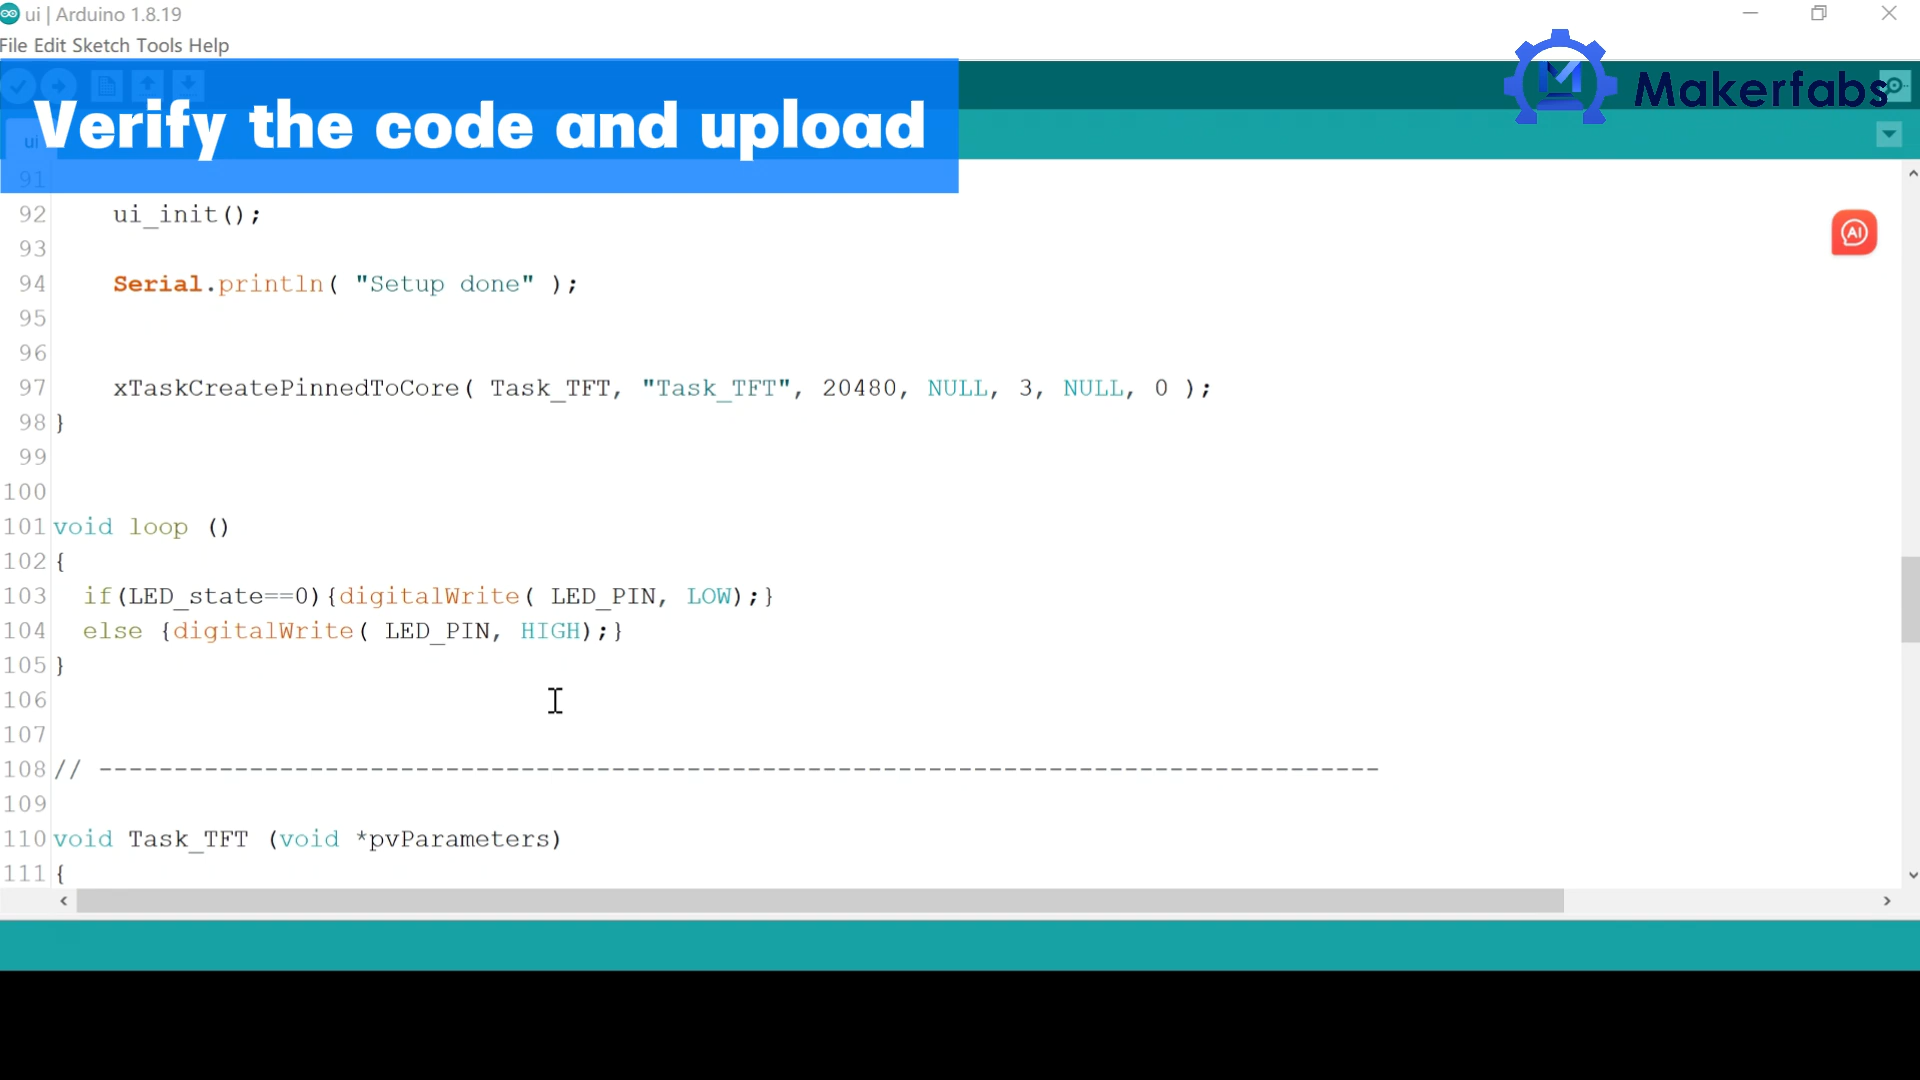 ui | Arduino 1.8.19
File Edit Sketch Tools Help
Verify the code and upload
Makerfabs
ui
91
92 ui_init();
AI
93
94 Serial.println( "Setup done" );
95
96
97 xTaskCreatePinnedToCore( Task_TFT, "Task_TFT", 20480, NULL, 3, NULL, 0 );
98 }
99
100
101 void loop ()
102 {
103 if(LED_state==0){digitalWrite( LED_PIN, LOW);}
104 else {digitalWrite( LED_PIN, HIGH);}
105 }
106
107
108 // -------------------------------------------------------------------------------------
109
110 void Task_TFT (void *pvParameters)
111 {